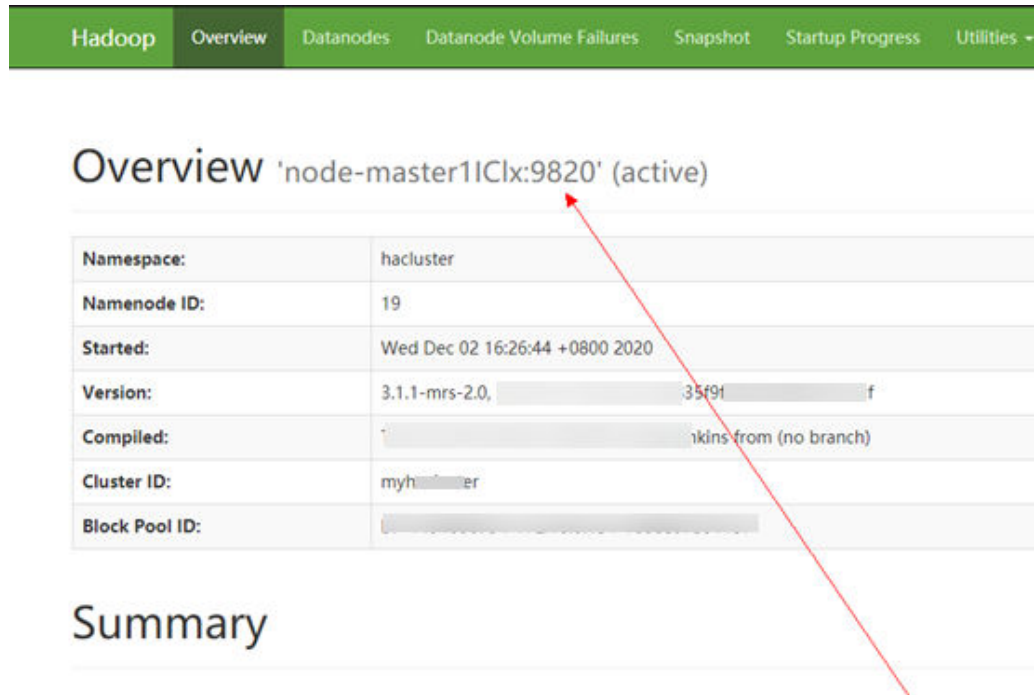 Hadoop Overview Datanodes Datanode Volume Failures Snapshot Startup Progress Utilities
Overview 'node-master1IClx:9820' (active)
Namespace: hacluster
Namenode ID: 19
Started: Wed Dec 02 16:26:44 +0800 2020
Version: 3.1.1-mrs-2.0,
Compiled: from (no branch)
Cluster ID:
Block Pool ID:
Summary